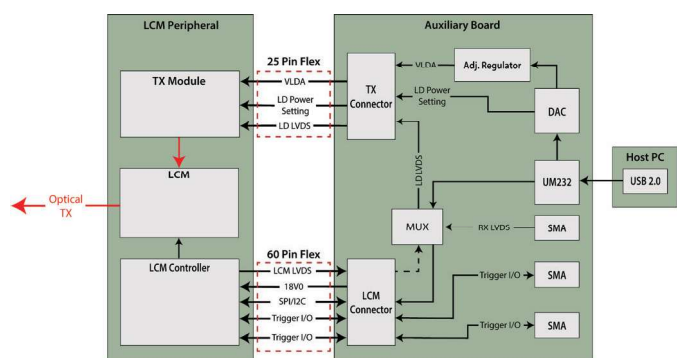 LCM Peripheral
Auxiliary Board
25 Pin Flex
TX Module
VLDA
LD Power
Setting
LD LVDS
TX
Connector
VLDA
Adj. Regulator
LD Power
Setting
DAC
LD LVDS
Host PC
USB 2.0
UM232
LCM
Optical
TX
MUX
RX LVDS
SMA
60 Pin Flex
LCM Controller
LCM LVDS
18V0
SPI/I2C
Trigger I/O
Trigger I/O
LCM
Connector
Trigger I/O
SMA
Trigger I/O
SMA